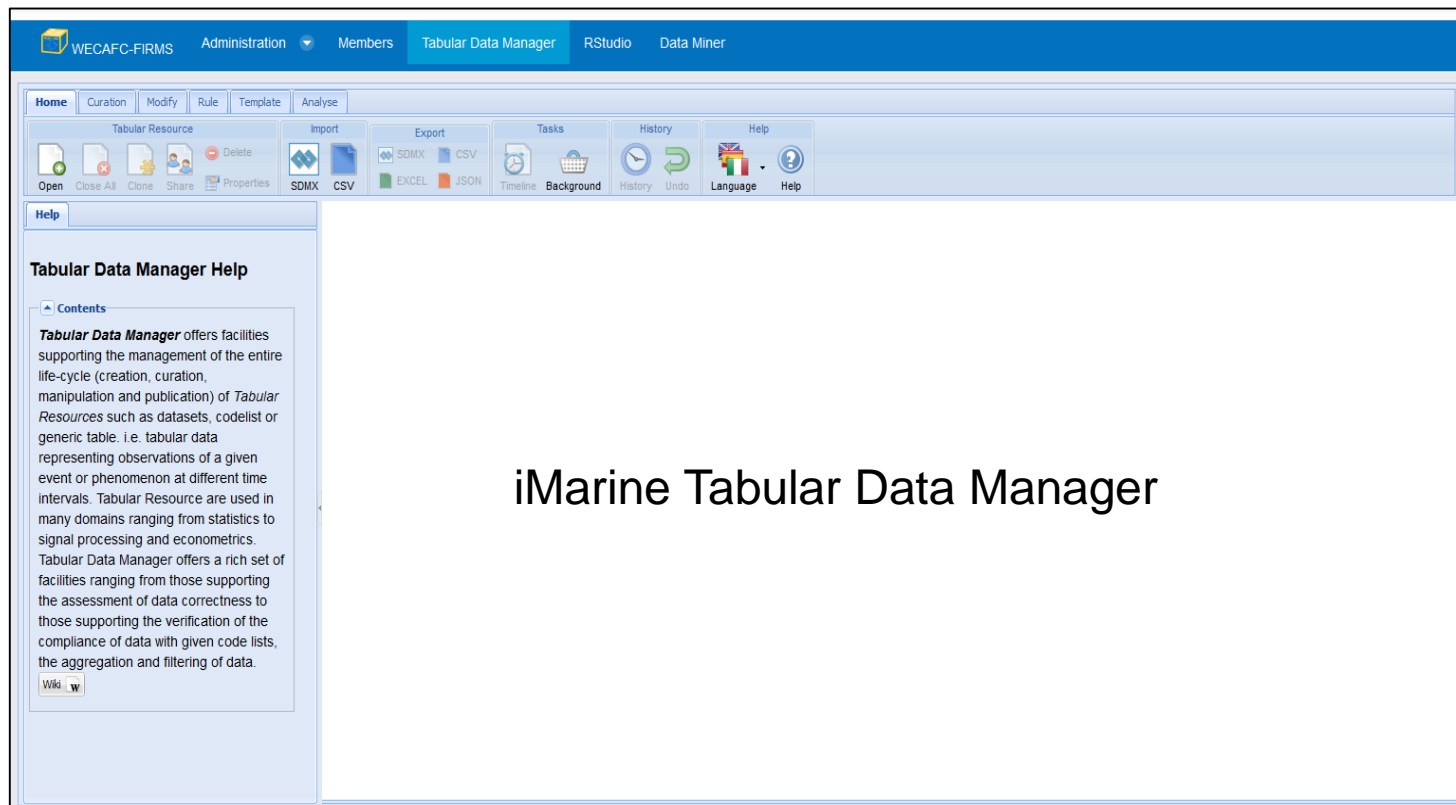 WECAFC-FIRMS Administration Members Tabular Data Manager RStudio Data Miner
Home Curation Modify Rule Template Analyse
Tabular Resource Import Export Tasks History Help
Delete SDMX CSV
Open Close All Clone Share Properties SDMX CSV EXCEL JSON Timeline Background History Undo Language Help
Help
Tabular Data Manager Help
Contents
Tabular Data Manager offers facilities
supporting the management of the entire
life-cycle (creation, curation,
manipulation and publication) of Tabular
Resources such as datasets, codelist or
generic table. i.e. tabular data
representing observations of a given
event or phenomenon at different time
intervals. Tabular Resource are used in
many domains ranging from statistics to
signal processing and econometrics.
Tabular Data Manager offers a rich set of
facilities ranging from those supporting
the assessment of data correctness to
those supporting the verification of the
compliance of data with given code lists,
the aggregation and filtering of data.
Wiki W
iMarine Tabular Data Manager